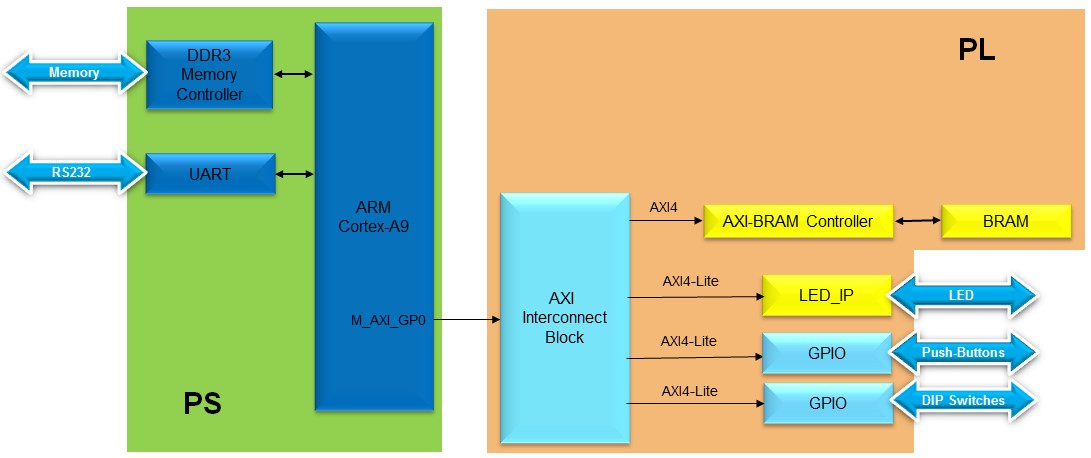 Memory
DDR3
Memory
Controller
RS232
UART
ARM
Cortex-A9
M_AXI_GP0
PS
PL
AXI
Interconnect
Block
AXI4
AXI-BRAM Controller
BRAM
AXI4-Lite
LED_IP
LED
AXI4-Lite
GPIO
Push-Buttons
AXI4-Lite
GPIO
DIP Switches